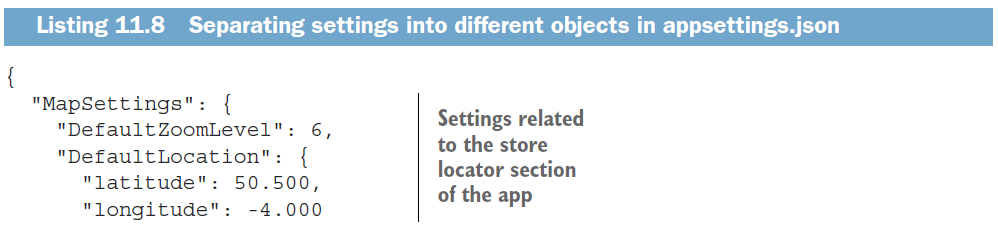 Listing 11.8 Separating settings into different objects in appsettings.json
{
"MapSettings": {
"DefaultZoomLevel": 6,
"DefaultLocation": {
"latitude": 50.500,
"longitude": -4.000
Settings related
to the store
locator section
of the app